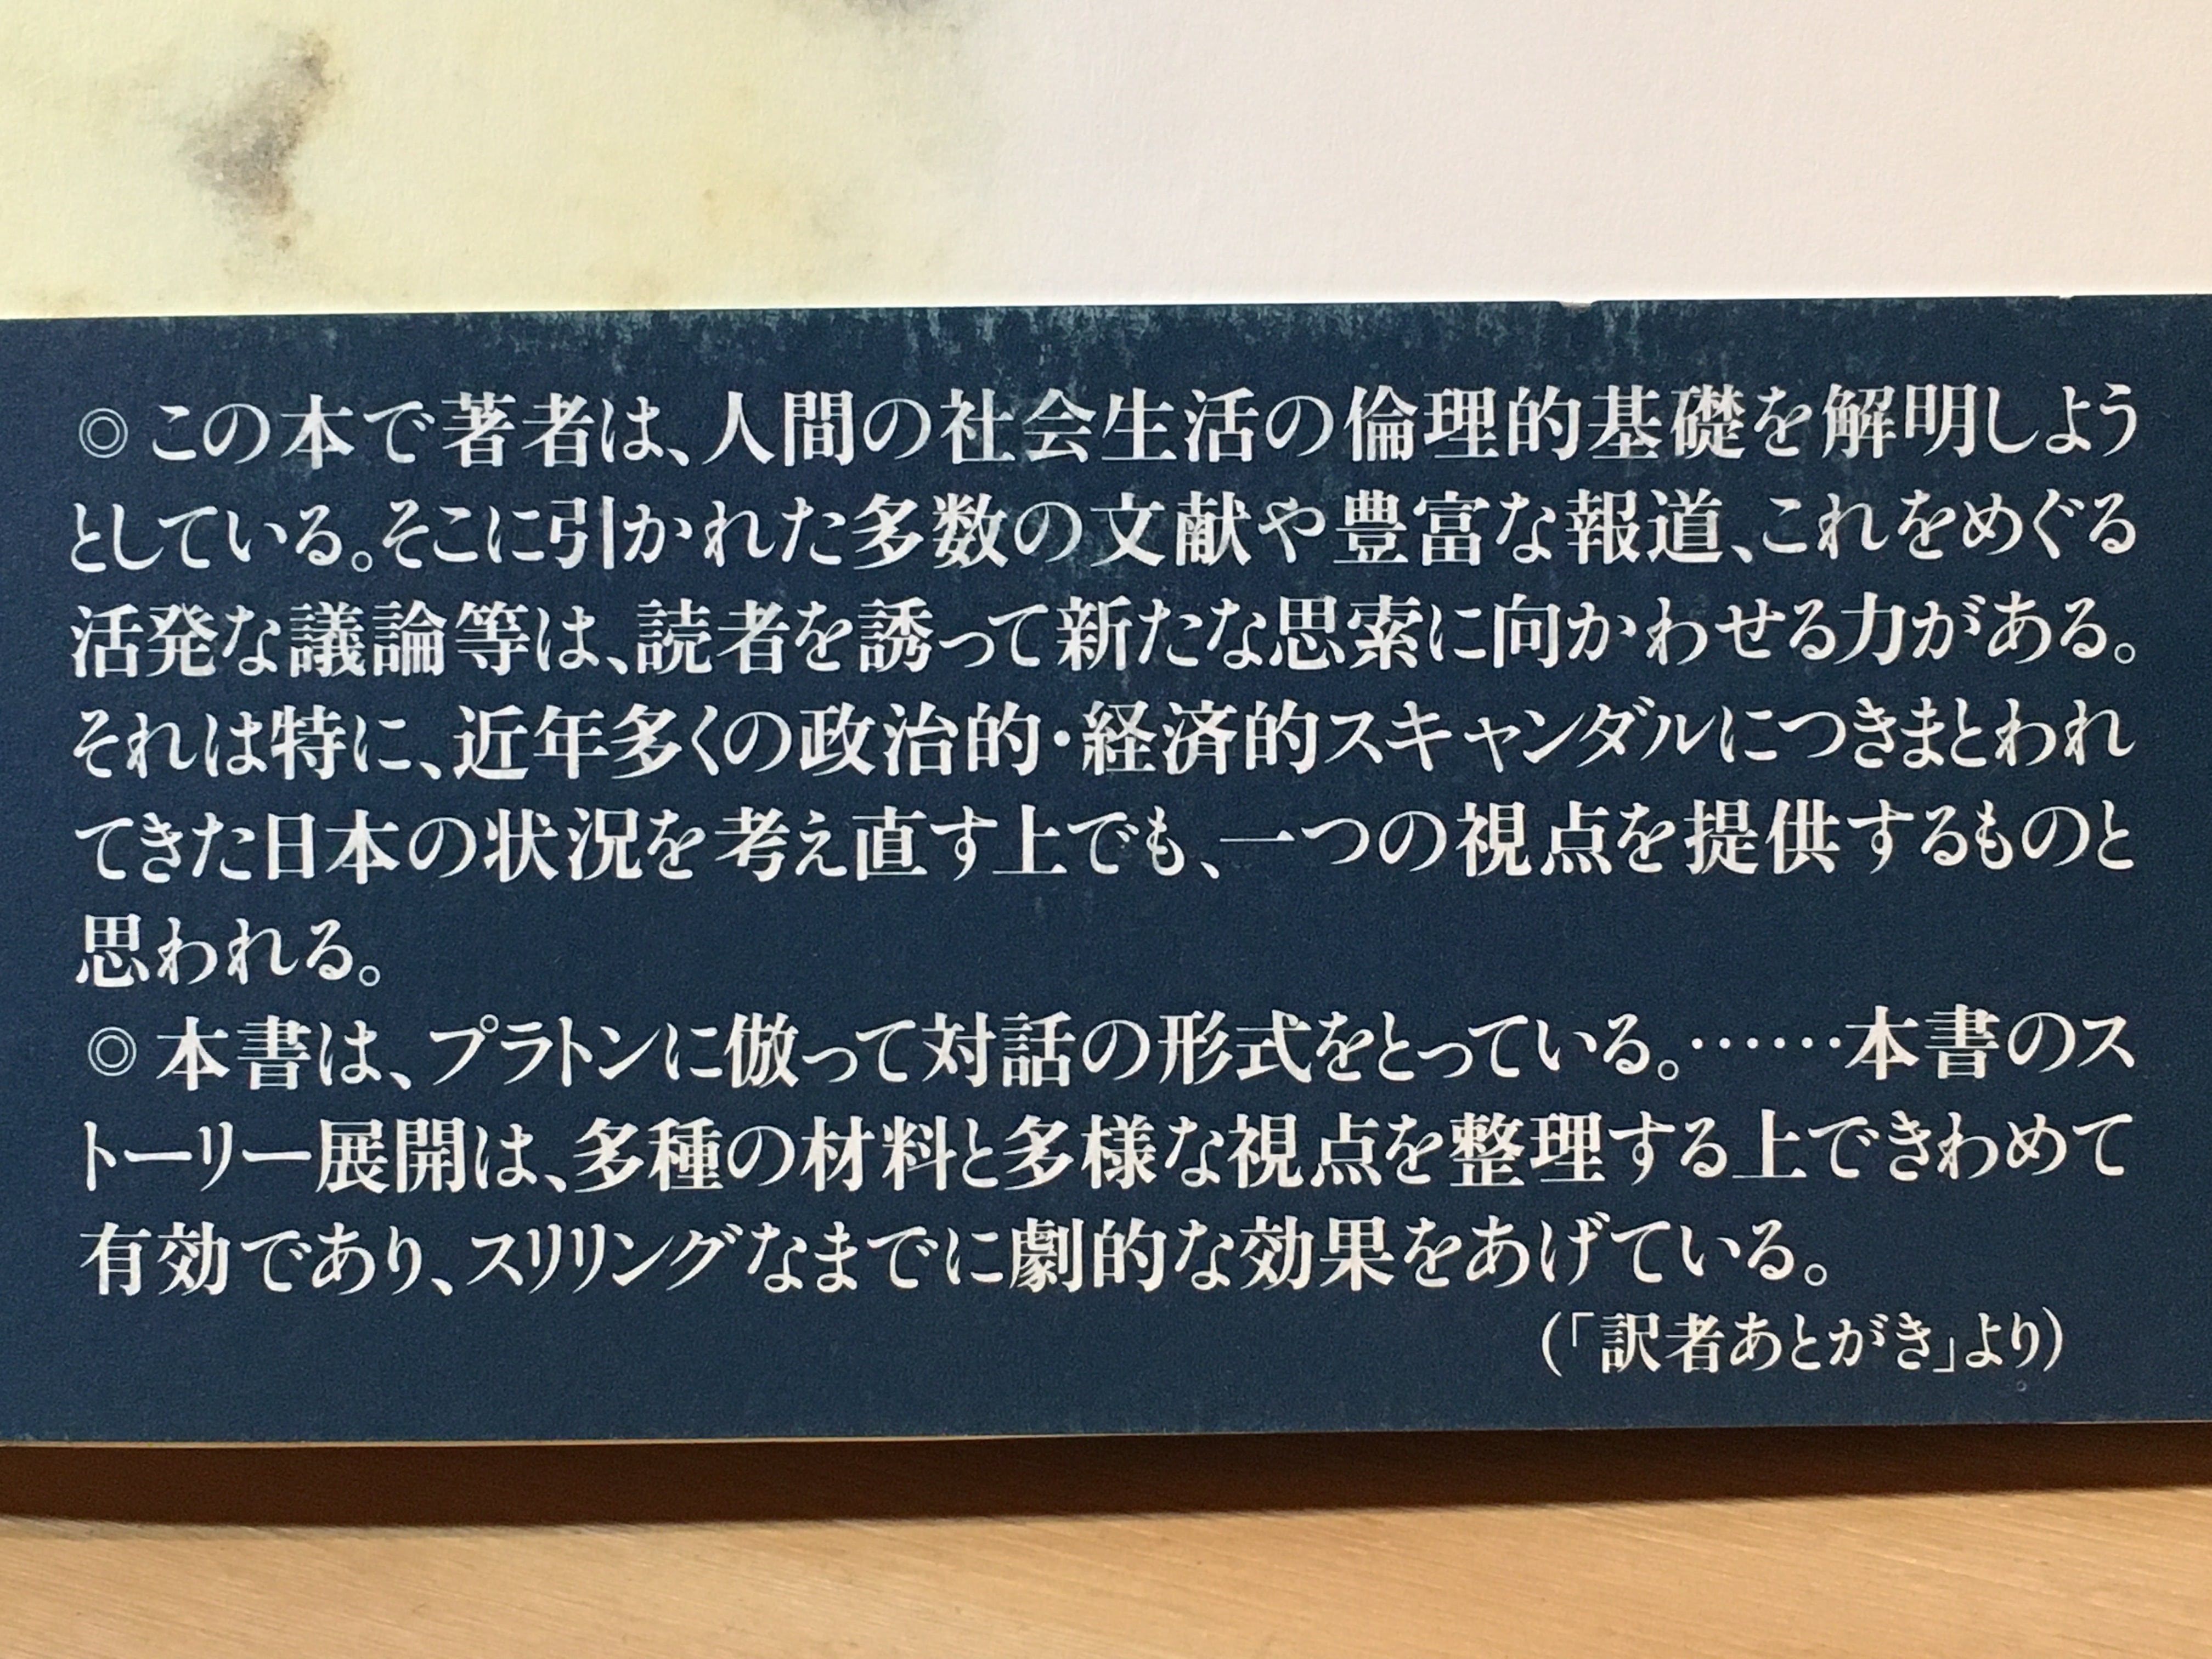 ◎この本で著者は、人間の社会生活の倫理的基礎を解明しよう
としている。そこに引かれた多数の文献や豊富な報道、これをめぐる
活発な議論等は、読者を誘って新たな思索に向かわせる力がある。
それは特に、近年多くの政治的・経済的スキャンダルにつきまとわれ
てきた日本の状況を考え直す上でも、一つの視点を提供するものと
思われる。
◎本書は、プラトンに倣って対話の形式をとっている。……本書のス
トーリー展開は、多種の材料と多様な視点を整理する上できわめて
有効であり、スリリングなまでに劇的な効果をあげている。
(「訳者あとがき」より)